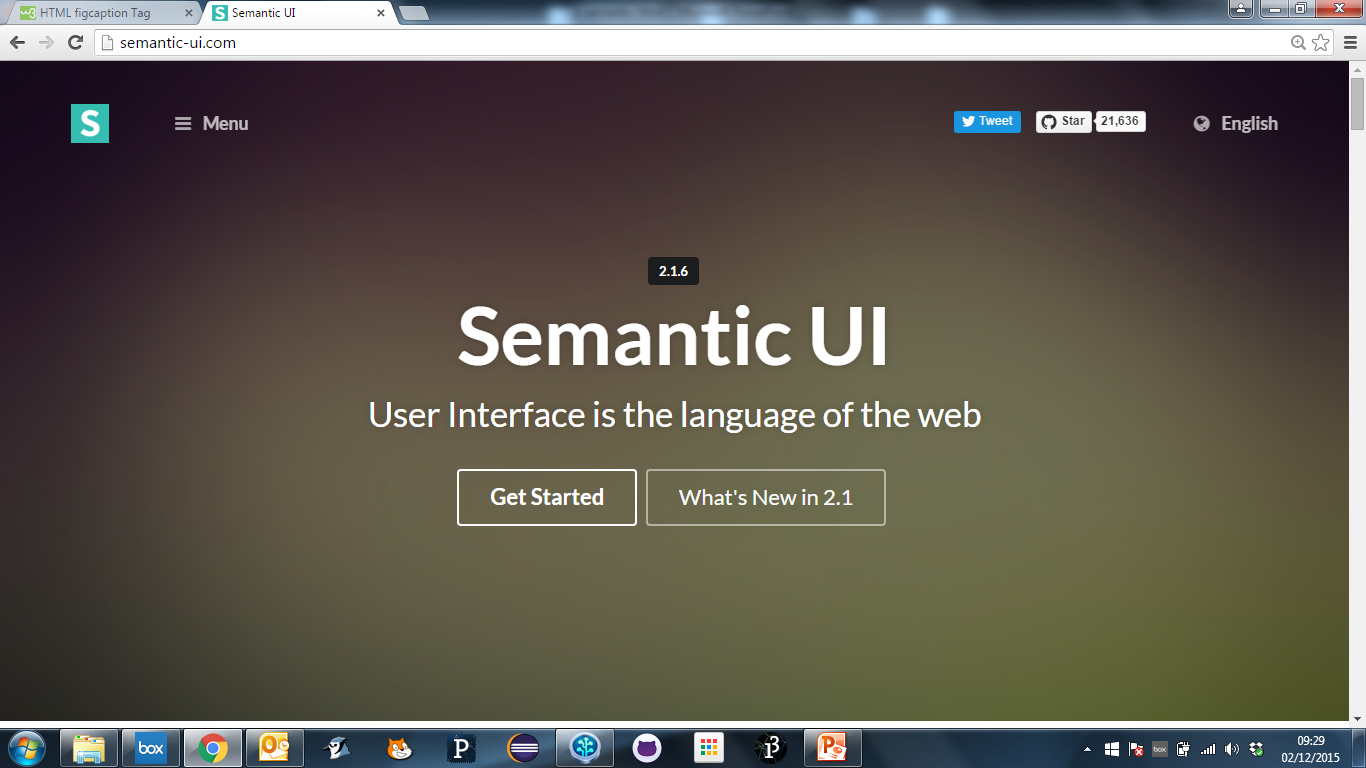 HTML figcaption Tag
Semantic UI
semantic-ui.com
S
Menu
Tweet
Star
21,636
English
2.1.6
Semantic UI
User Interface is the language of the web
Get Started
What's New in 2.1
box
P
box
09:29
02/12/2015